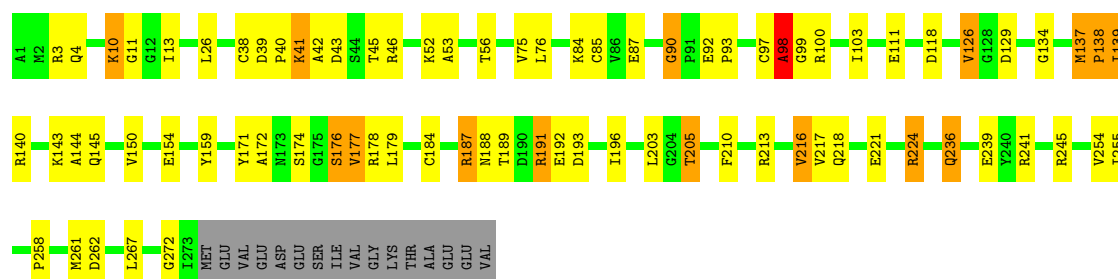 A1 M2 R3 Q4 K10 G11 G12 I13 L26 C38 D39 P40 K41 A42 D43 S44 T45 R46 K52 A53 T56 V75 L76 K84 C85 V86 E87 G90 P91 E92 P93 C97 A98 G99 R100 I103 E111 D118 V126 G128 D129 G134 M137 P138 I139
R140 K143 A144 Q145 V150 E154 Y159 Y171 A172 N173 S174 G175 S176 V177 R178 L179 C184 R187 N188 T189 D190 R191 E192 D193 I196 L203 G204 T205 F210 R213 V216 V217 Q218 E221 R224 Q236 E239 Y240 R241 R245 V254
P258 M261 D262 L267 G272 I273 MET GLU VAL GLU ASP GLU SER ILE VAL GLY LYS THR ALA GLU GLU VAL